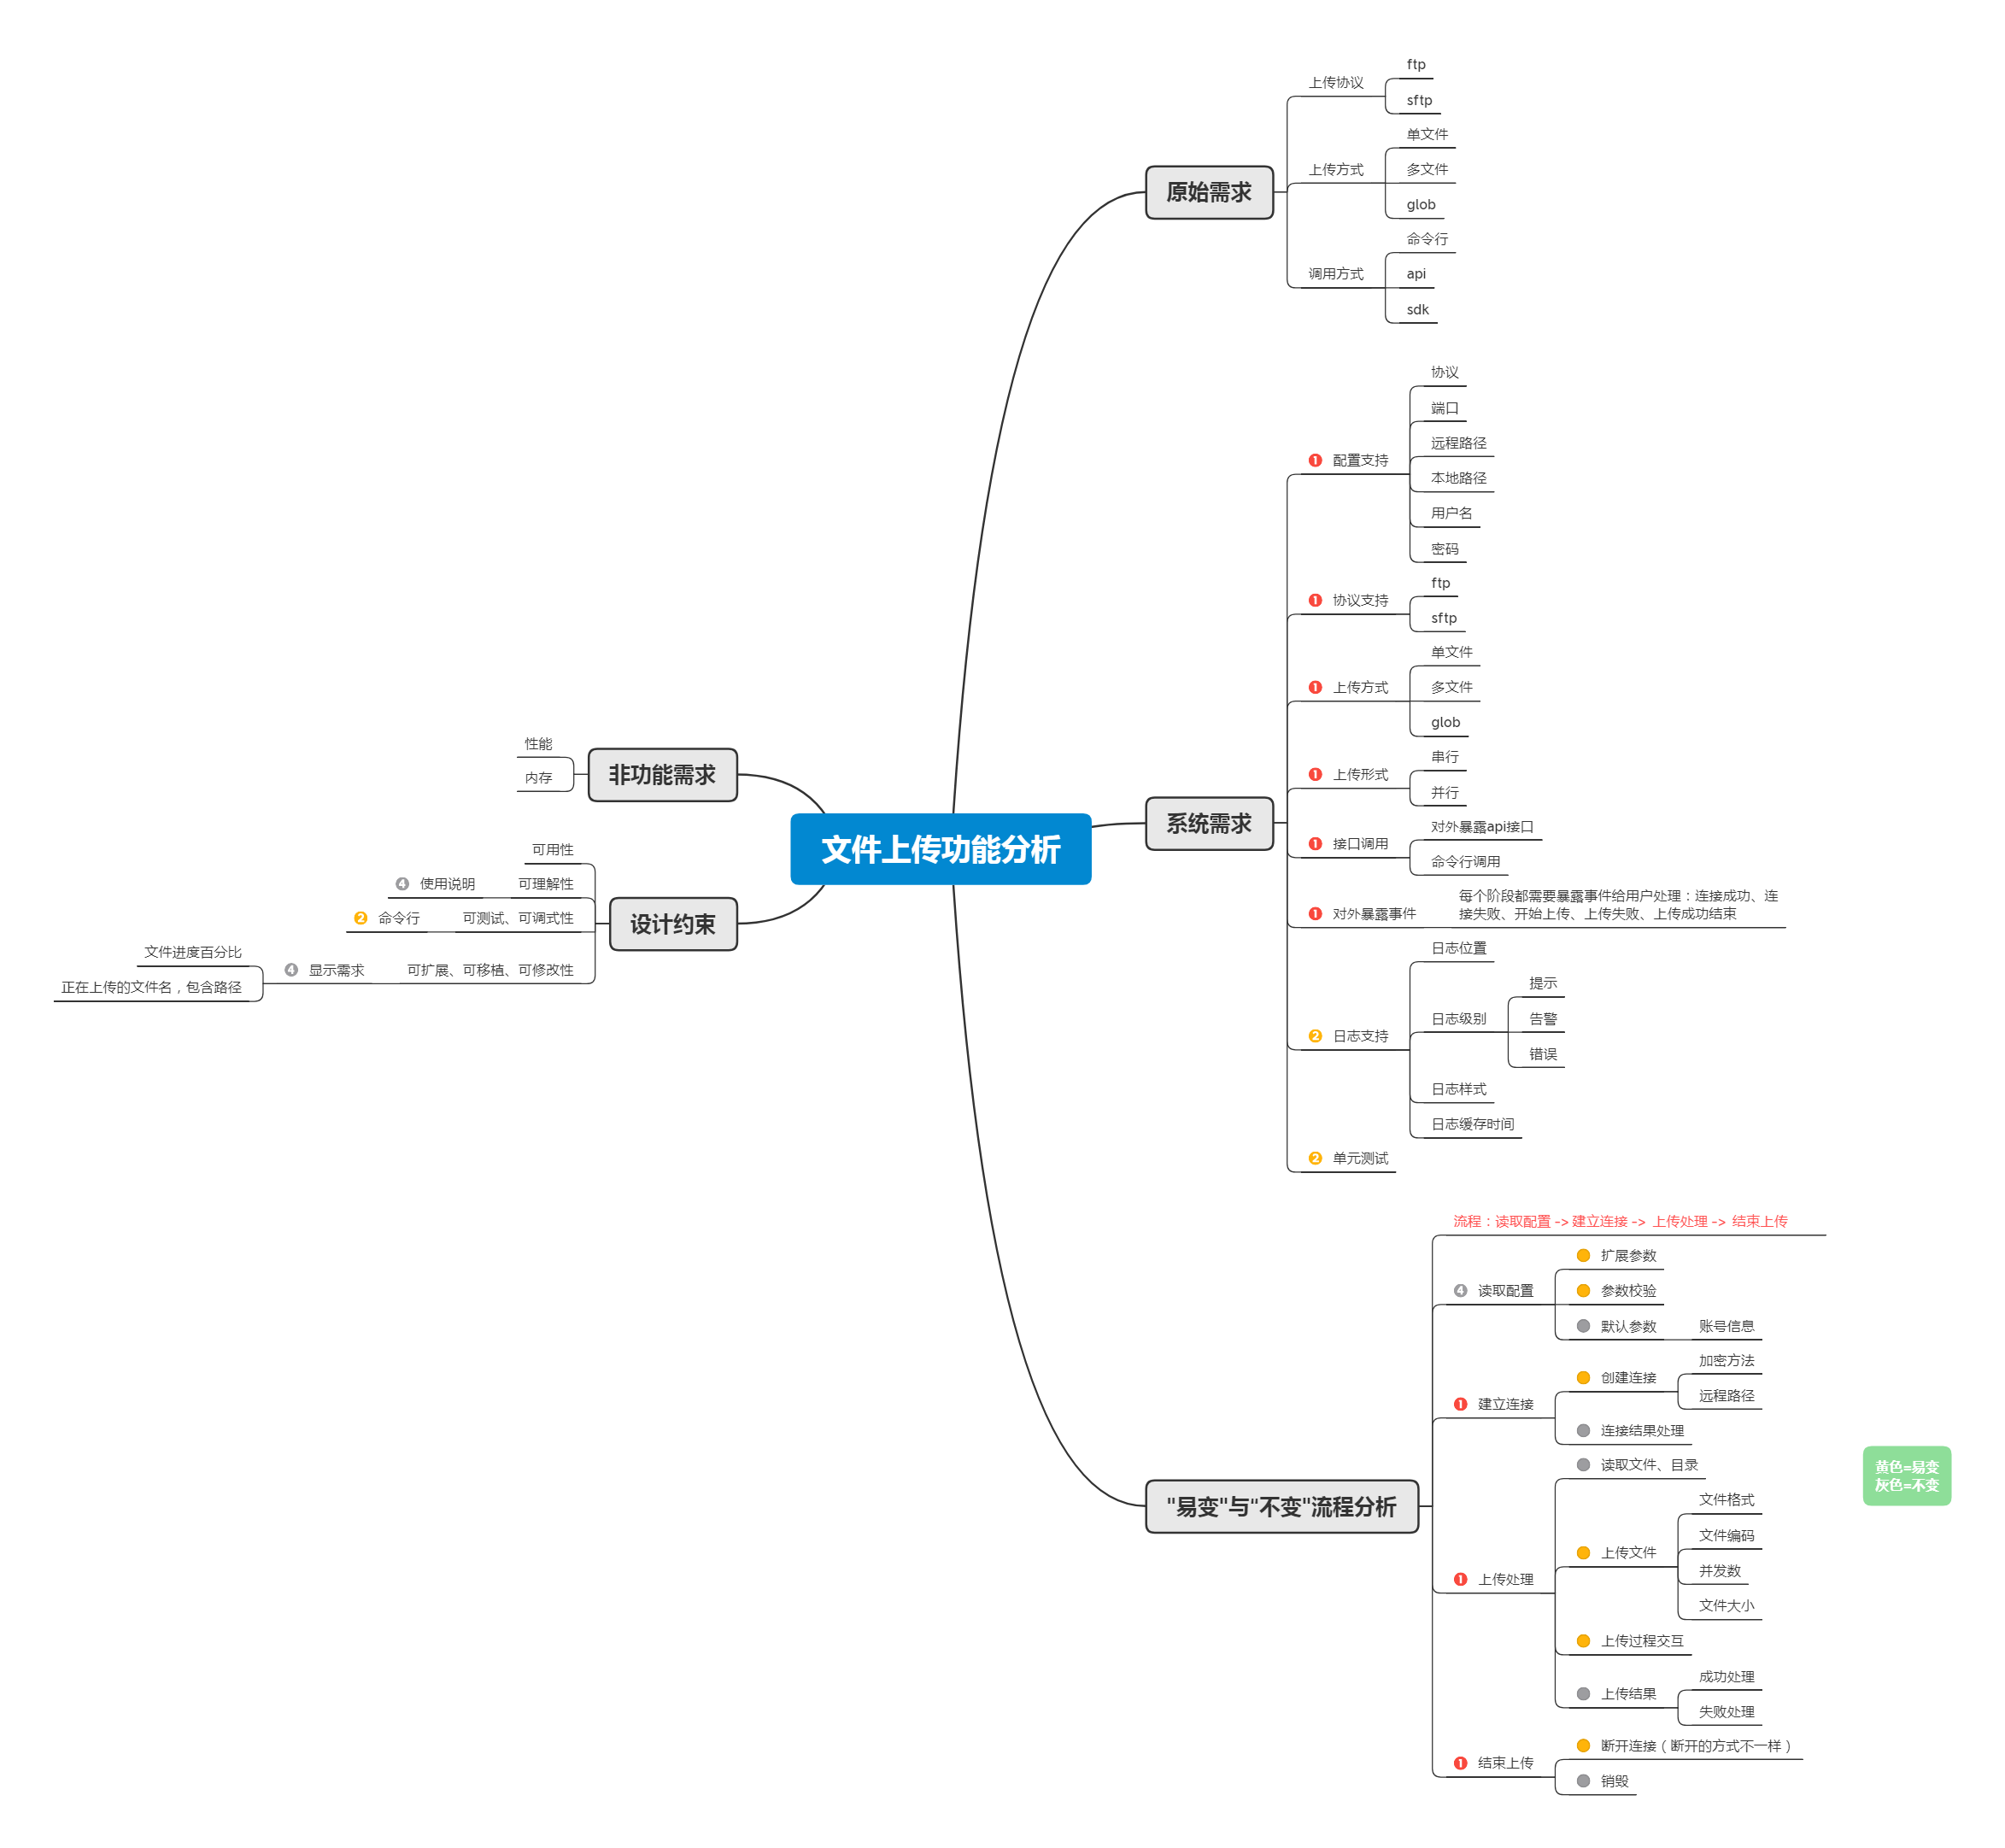 文件上传功能分析
原始需求
上传协议
ftp
sftp
上传方式
单文件
多文件
glob
调用方式
命令行
api
sdk
系统需求
1 配置支持
协议
端口
远程路径
本地路径
用户名
密码
1 协议支持
ftp
sftp
1 上传方式
单文件
多文件
glob
1 上传形式
串行
并行
1 接口调用
对外暴露api接口
命令行调用
1 对外暴露事件
每个阶段都需要暴露事件给用户处理：连接成功、连
接失败、开始上传、上传失败、上传成功结束
2 日志支持
日志位置
日志级别
提示
告警
错误
日志样式
日志缓存时间
2 单元测试
"易变"与“不变"流程分析
流程：读取配置 -> 建立连接 -> 上传处理 -> 结束上传
4 读取配置
扩展参数
参数校验
默认参数
账号信息
1 建立连接
创建连接
加密方法
远程路径
连接结果处理
1 上传处理
读取文件、目录
上传文件
文件格式
文件编码
并发数
文件大小
上传过程交互
上传结果
成功处理
失败处理
1 结束上传
断开连接（断开的方式不一样）
销毁
黄色=易变
灰色=不变
非功能需求
性能
内存
设计约束
可用性
可理解性
4 使用说明
可测试、可调式性
2 命令行
可扩展、可移植、可修改性
4 显示需求
文件进度百分比
正在上传的文件名，包含路径